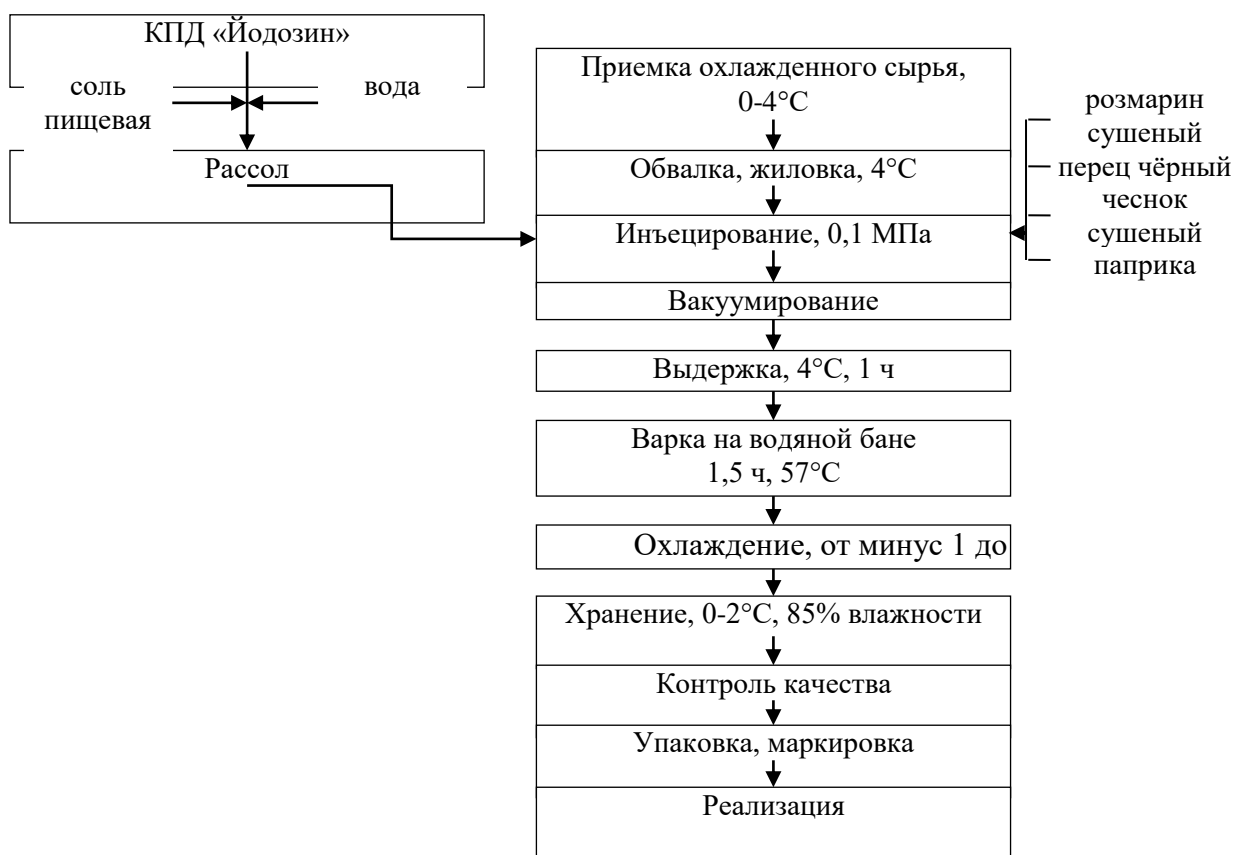 КПД «Йодозин»
соль
пищевая
вода
Рассол
Приемка охлажденного сырья,
0-4°С
Обвалка, жиловка, 4°С
Инъецирование, 0,1 МПа
розмарин
сушеный
перец чёрный
чеснок
сушеный
паприка
Вакуумирование
Выдержка, 4°С, 1 ч
Варка на водяной бане
1,5 ч, 57°С
Охлаждение, от минус 1 до
Хранение, 0-2°С, 85% влажности
Контроль качества
Упаковка, маркировка
Реализация